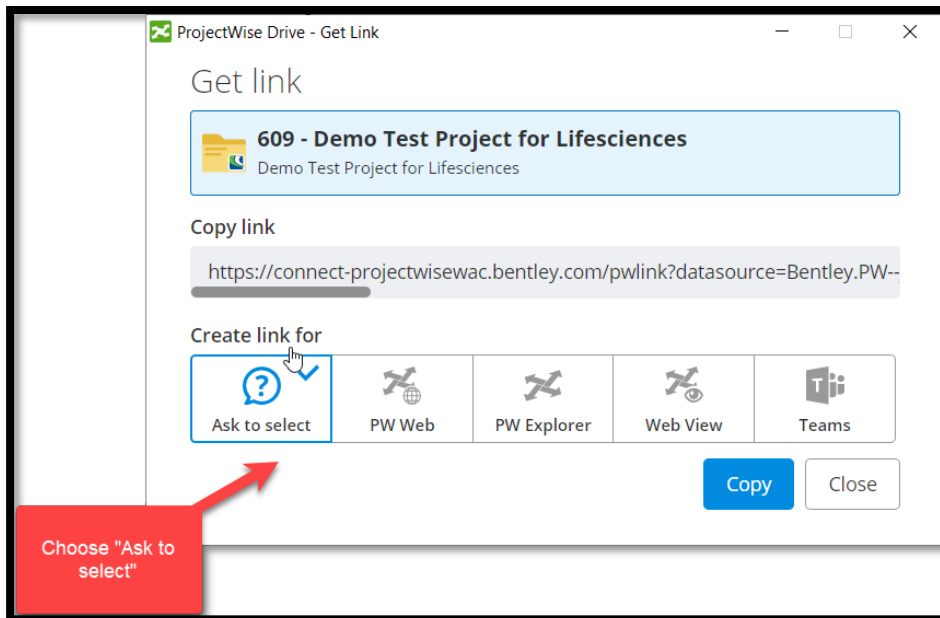 ProjectWise Drive - Get Link
Get link
609 - Demo Test Project for Lifesciences
Demo Test Project for Lifesciences
Copy link
https://connect-projectwisewac.bentley.com/pwlink?datasource=Bentley.PW--
Create link for
Ask to select
PW Web
PW Explorer
Web View
Teams
Copy
Close
Choose "Ask to
select"